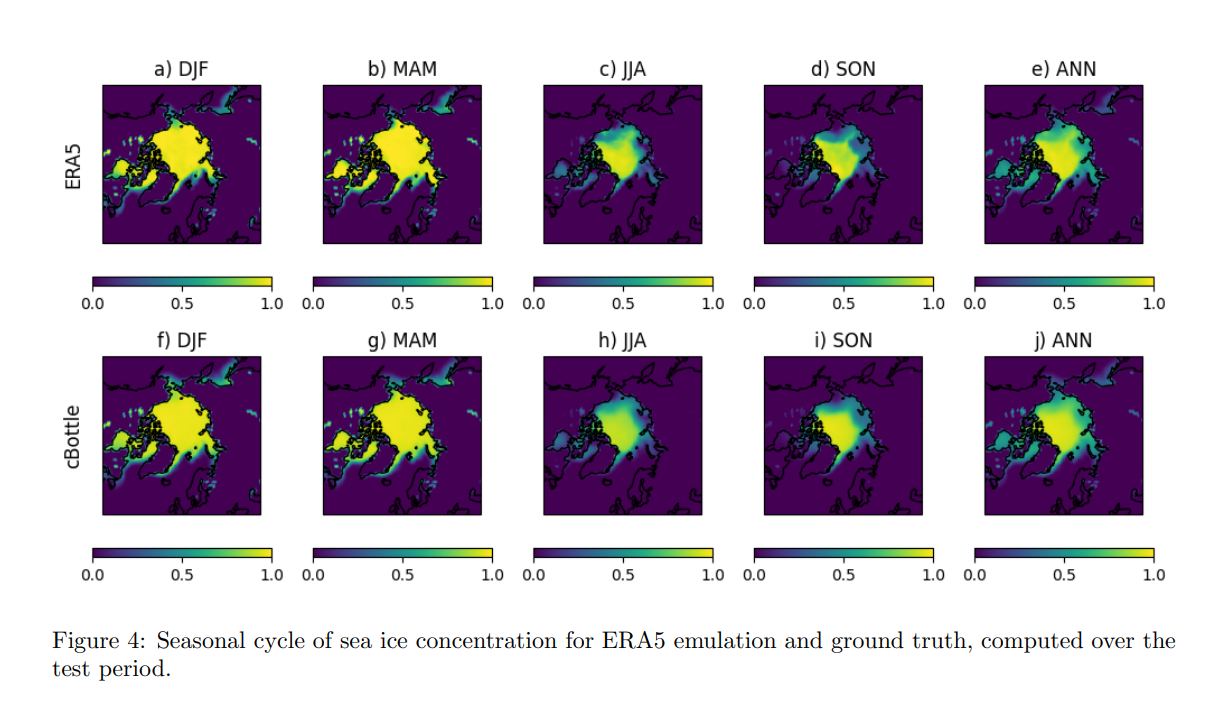 a) DJF b) MAM c) JJA d) SON e) ANN
ERA5
0.0 0.5 1.0 0.0 0.5 1.0 0.0 0.5 1.0 0.0 0.5 1.0 0.0 0.5 1.0
f) DJF g) MAM h) JJA i) SON j) ANN
cBottle
0.0 0.5 1.0 0.0 0.5 1.0 0.0 0.5 1.0 0.0 0.5 1.0 0.0 0.5 1.0
Figure 4: Seasonal cycle of sea ice concentration for ERA5 emulation and ground truth, computed over the
test period.